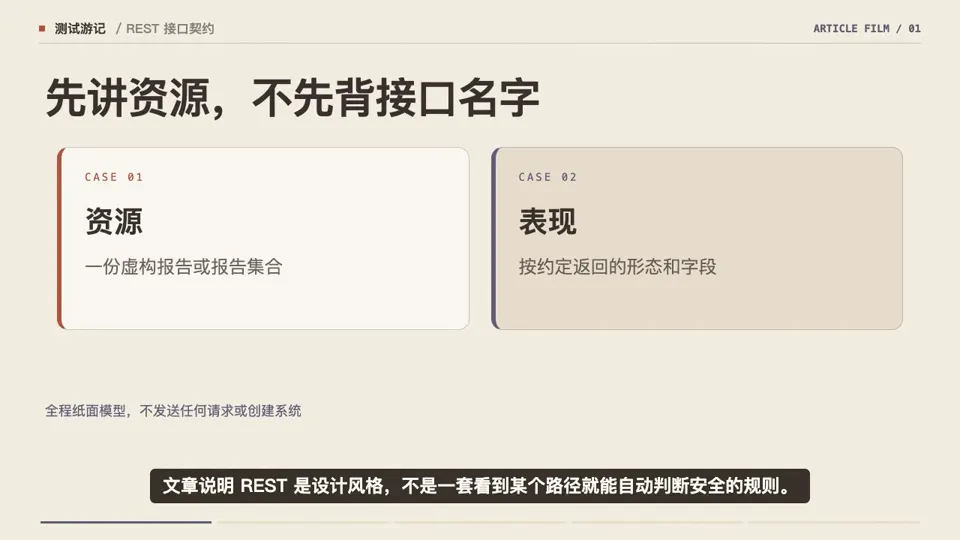 测试游记 / REST 接口契约
ARTICLE FILM / 01
先讲资源，不先背接口名字
CASE 01
资源
一份虚构报告或报告集合
CASE 02
表现
按约定返回的形态和字段
全程纸面模型，不发送任何请求或创建系统
文章说明 REST 是设计风格，不是一套看到某个路径就能自动判断安全的规则。